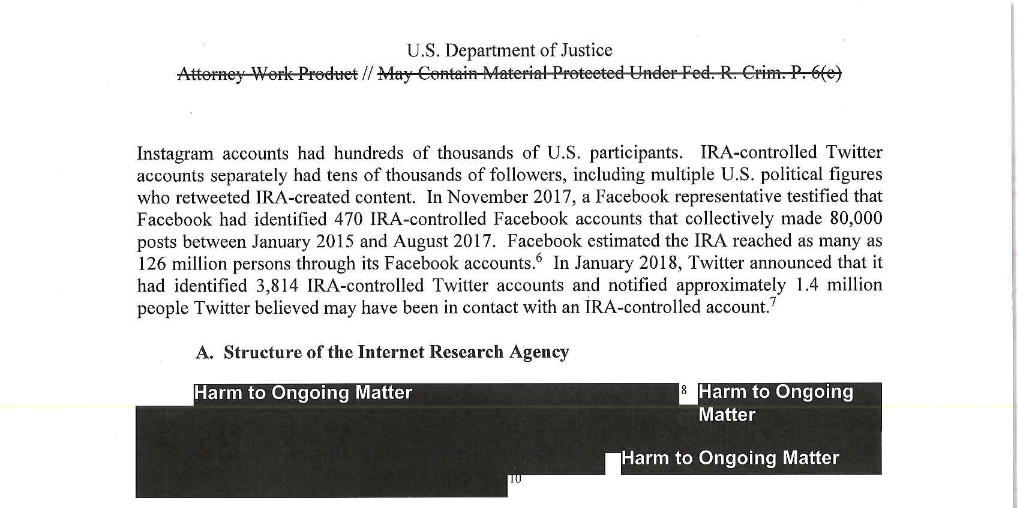 U.S. Department of Justice
Attorney Work Product // May Contain Material Protected Under Fed. R. Crim. P. 6(e)
Instagram accounts had hundreds of thousands of U.S. participants. IRA-controlled Twitter
accounts separately had tens of thousands of followers, including multiple U.S. political figures
who retweeted IRA-created content. In November 2017, a Facebook representative testified that
Facebook had identified 470 IRA-controlled Facebook accounts that collectively made 80,000
posts between January 2015 and August 2017. Facebook estimated the IRA reached as many as
126 million persons through its Facebook accounts.6 In January 2018, Twitter announced that it
had identified 3,814 IRA-controlled Twitter accounts and notified approximately 1.4 million
people Twitter believed may have been in contact with an IRA-controlled account.7
A. Structure of the Internet Research Agency
Harm to Ongoing Matter 8 Harm to Ongoing
Matter
Harm to Ongoing Matter
10